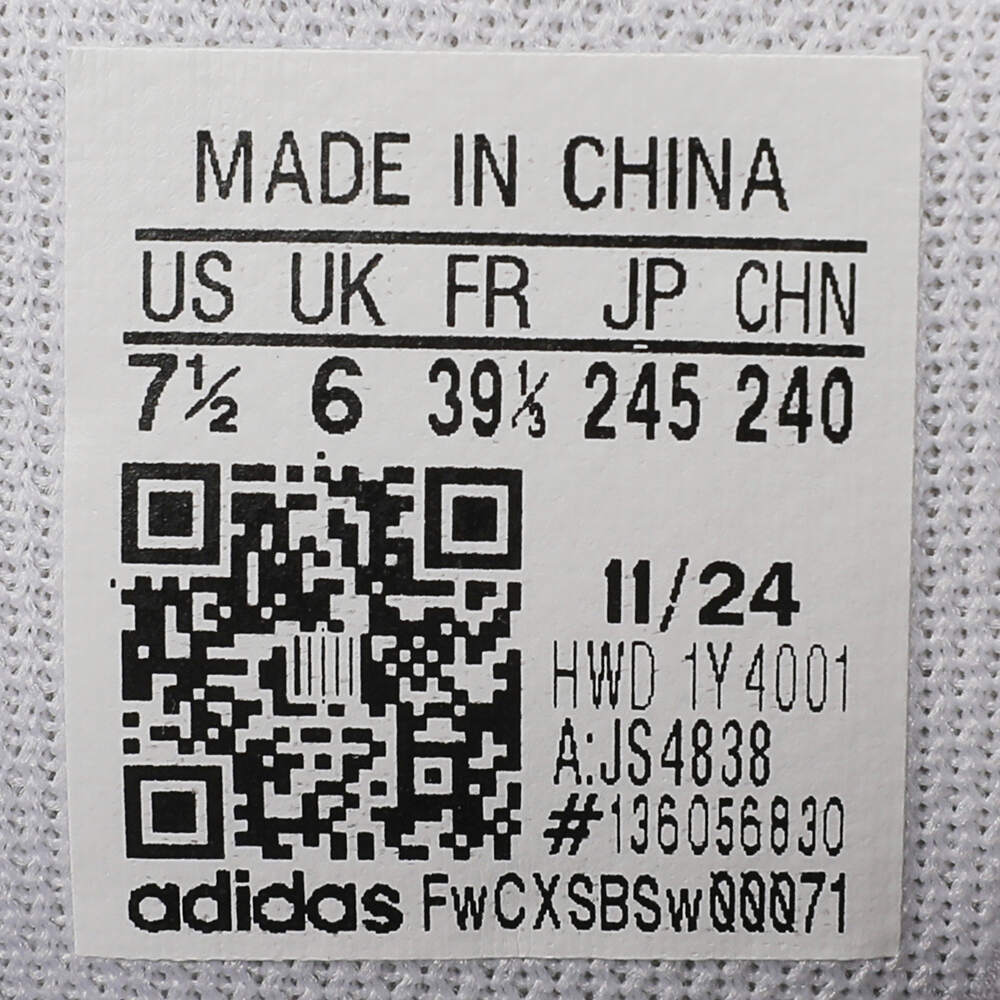 MADE IN CHINA
US UK FR JP CHN
7½ 6 39⅓ 245 240
11/24
HWD 1Y4001
A:JS4838
#136056830
adidas FwCXSBSw00071